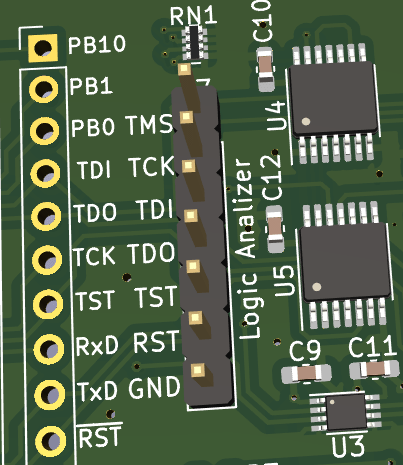 RN1
C10
PB10
PB1
PB0
TDI
TDO
TCK
TST
RxD
TxD
RST
TMS
TCK
TDI
TDO
TST
RST
GND
Logic Analizer
U4
C12
U5
C9
C11
U3